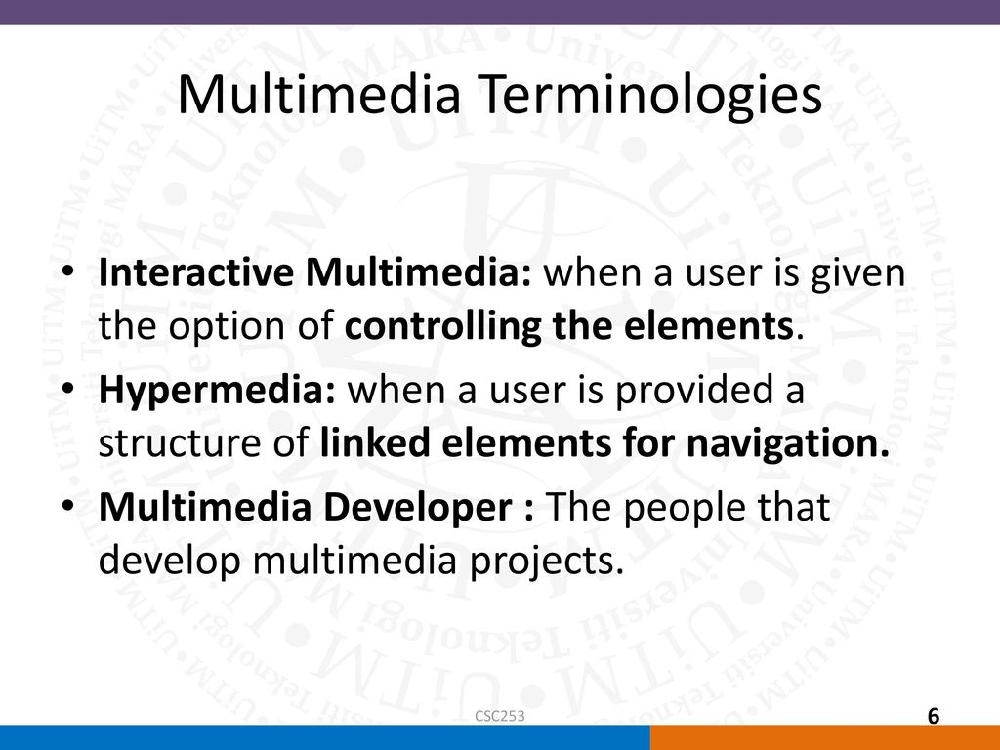 Multimedia Terminologies
• Interactive Multimedia: when a user is given
the option of controlling the elements.
• Hypermedia: when a user is provided a
structure of linked elements for navigation.
• Multimedia Developer : The people that
develop multimedia projects.
CSC253
6